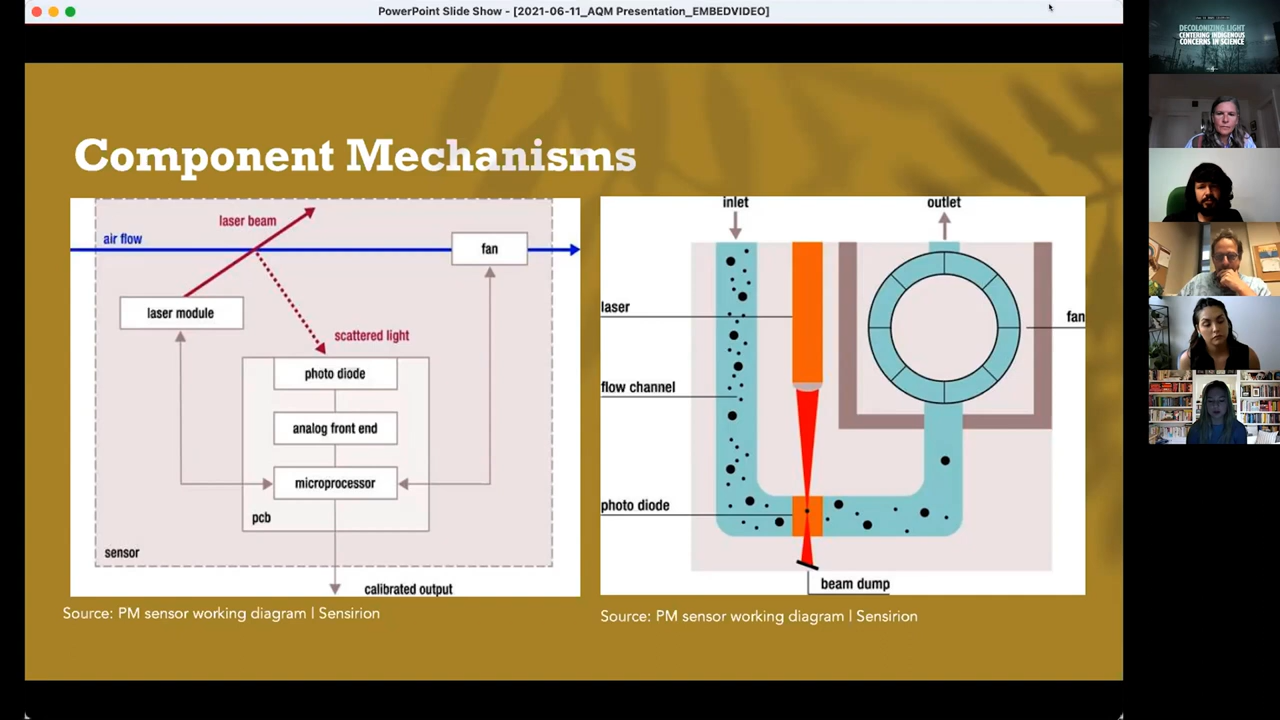 PowerPoint Slide Show - [2021-06-11_AQM Presentation_EMBEDVIDEO]
Component Mechanisms
laser beam
air flow
fan
laser module
scattered light
photo diode
analog front end
microprocessor
pcb
sensor
calibrated output
Source: PM sensor working diagram | Sensirion
inlet
outlet
laser
fan
flow channel
photo diode
beam dump
Source: PM sensor working diagram | Sensirion
DECOLONIZING LIGHT
CENTERING INDIGENOUS
CONCERNS IN SCIENCE